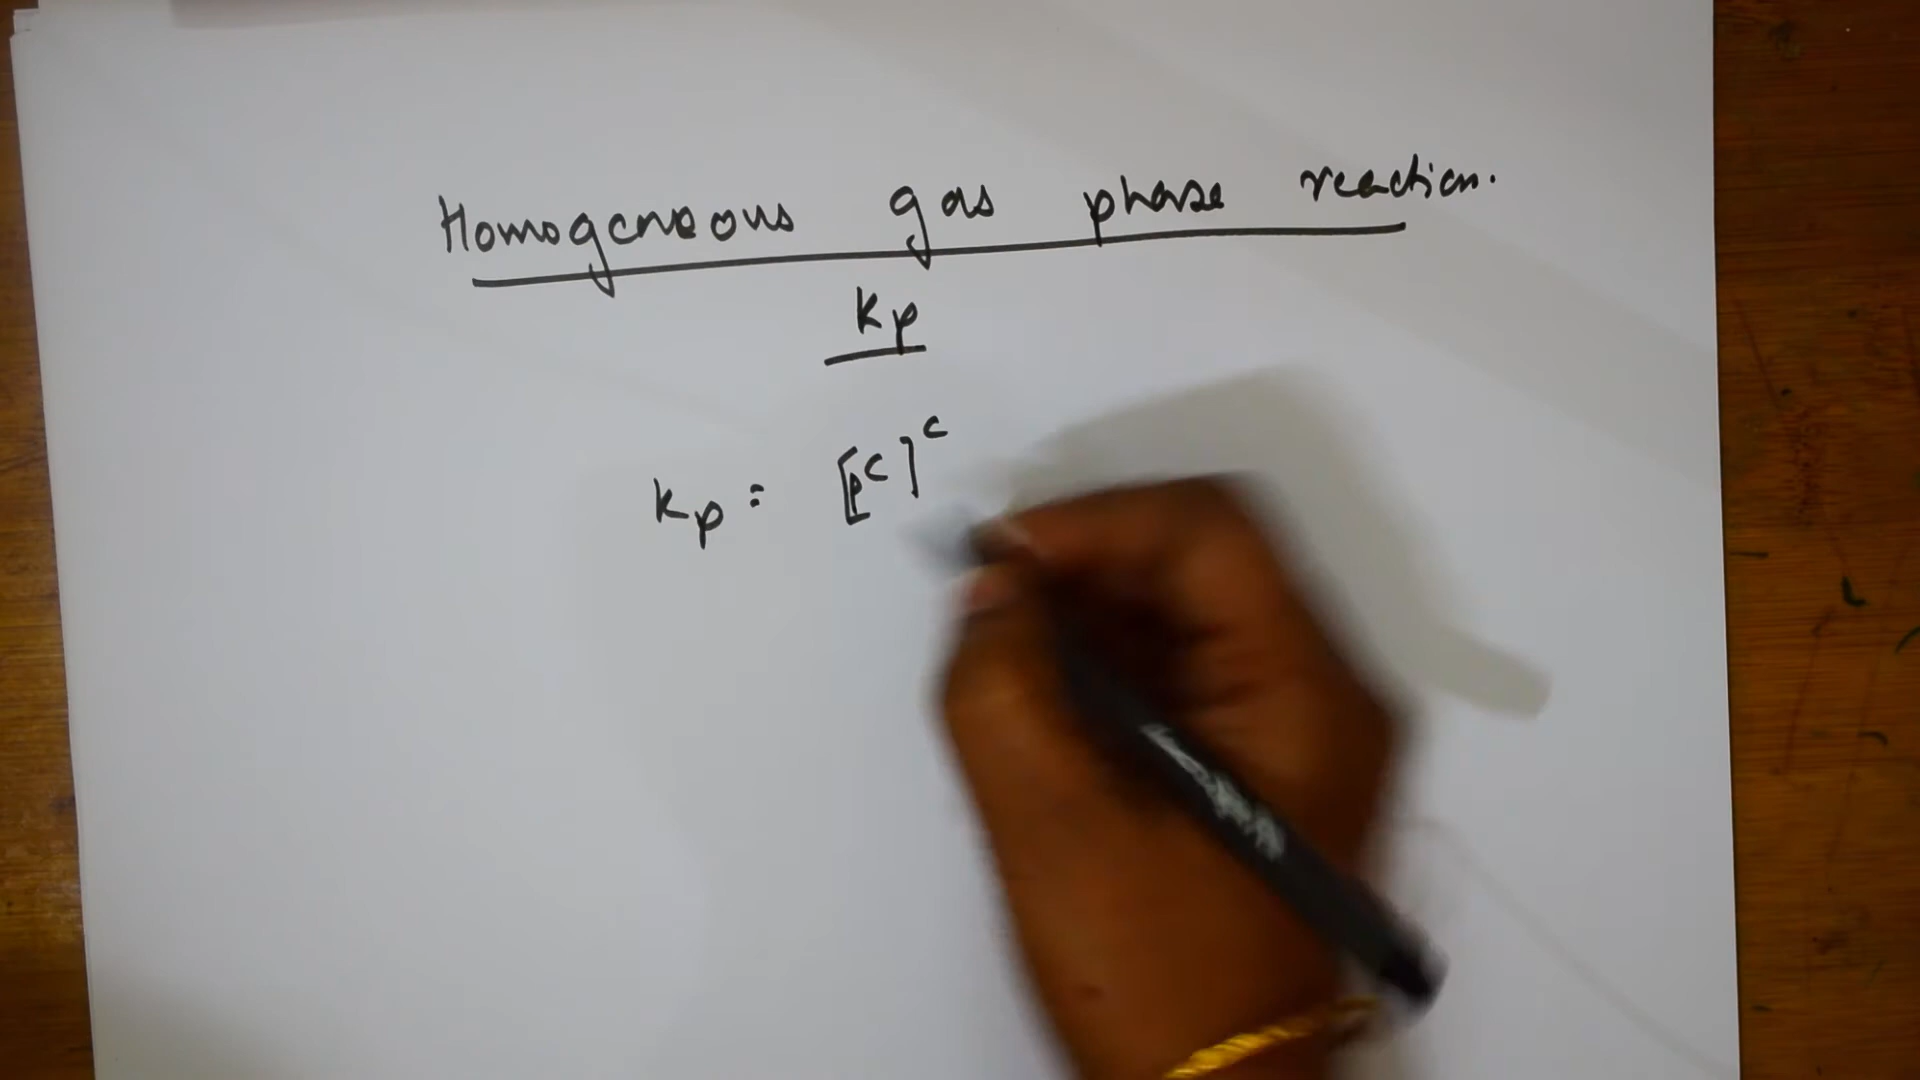 Homogeneous gas phase reaction.
Kp
Kp = [pC]^c